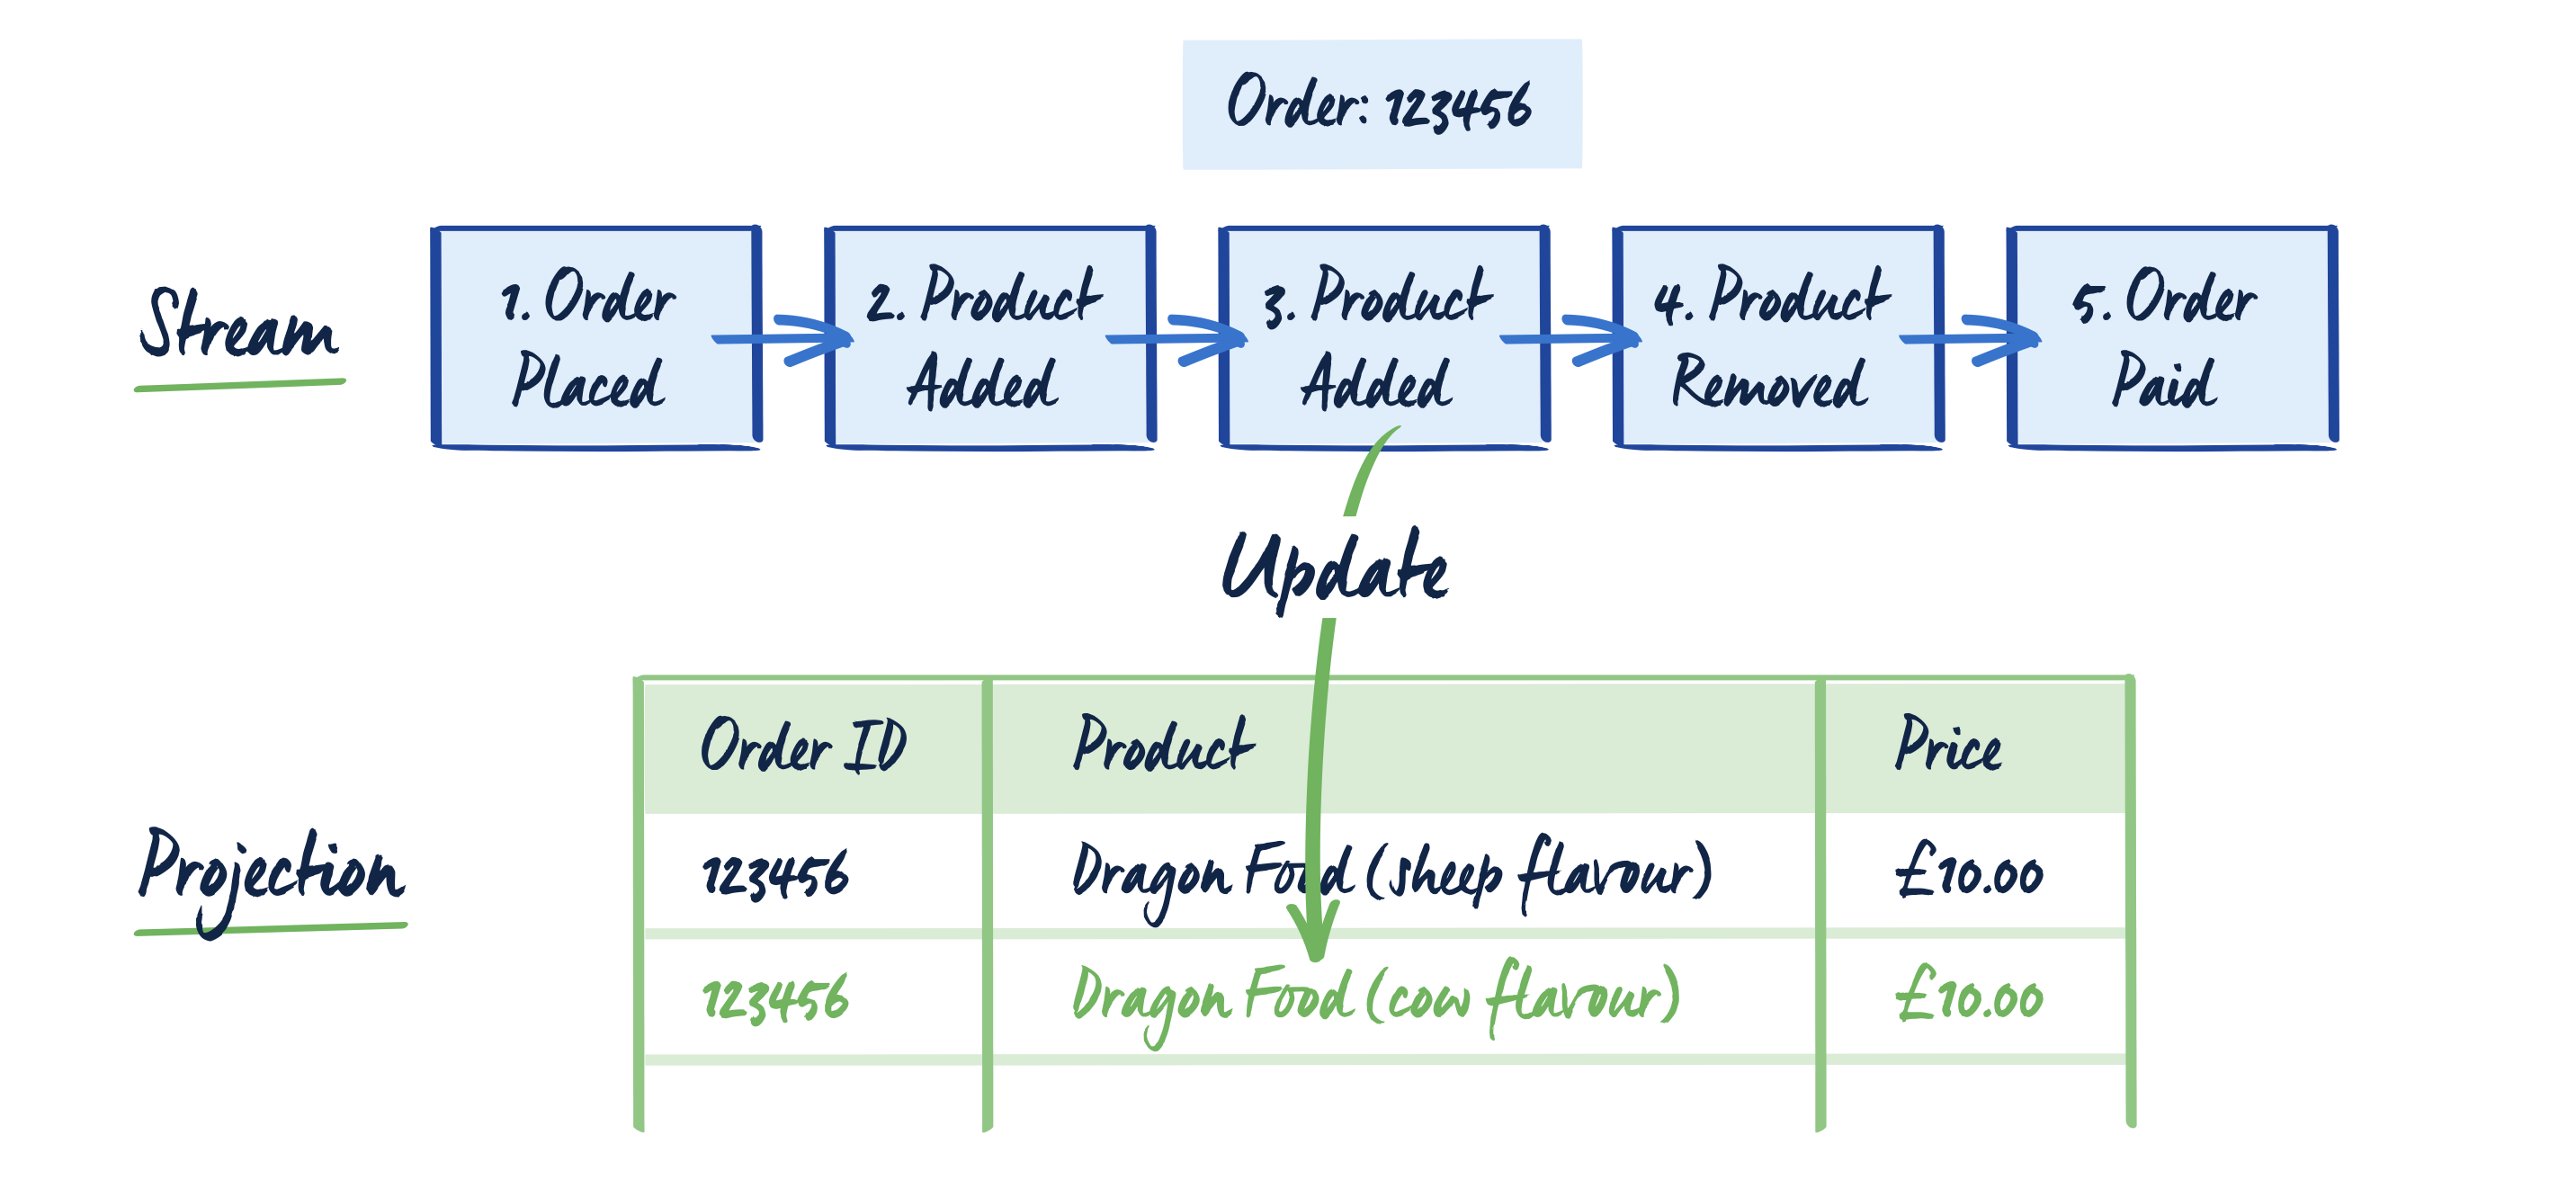 Order: 123456
Stream
1. Order
Placed
2. Product
Added
3. Product
Added
4. Product
Removed
5. Order
Paid
Update
Projection
Order ID Product Price
123456 Dragon Food (sheep flavour) £10.00
123456 Dragon Food (cow flavour) £10.00